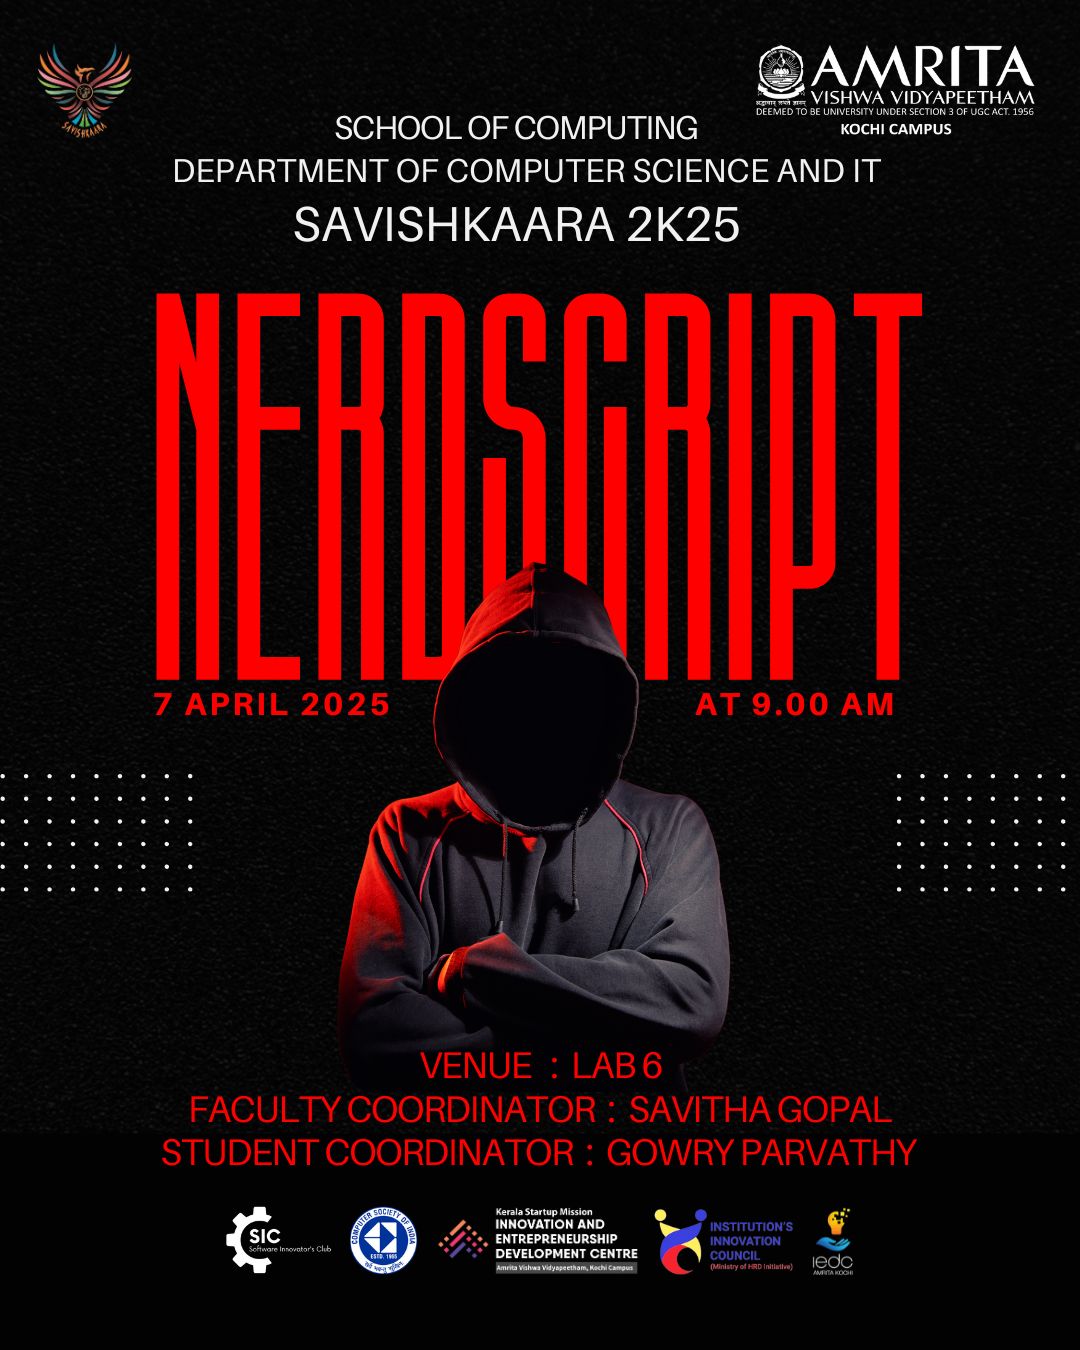 SAVISHKAARA
AMRITA
VISHWA VIDYAPEETHAM
DEEMED TO BE UNIVERSITY UNDER SECTION 3 OF UGC ACT. 1956
KOCHI CAMPUS
SCHOOL OF COMPUTING
DEPARTMENT OF COMPUTER SCIENCE AND IT
SAVISHKAARA 2K25
NERDSCRIPT
7 APRIL 2025
AT 9.00 AM
VENUE : LAB 6
FACULTY COORDINATOR : SAVITHA GOPAL
STUDENT COORDINATOR : GOWRY PARVATHY
SIC
Software Innovator's Club
COMPUTER SOCIETY OF INDIA
ESTD. 1965
Kerala Startup Mission
INNOVATION AND
ENTREPRENEURSHIP
DEVELOPMENT CENTRE
Amrita Vishwa Vidyapeetham, Kochi Campus
INSTITUTION'S
INNOVATION
COUNCIL
(Ministry of HRD Initiative)
iedc
AMRITA KOCHI